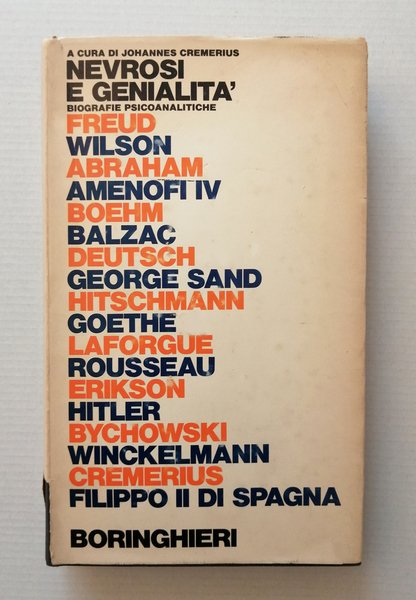 A CURA DI JOHANNES CREMERIUS
NEVROSI
E GENIALITA'
BIOGRAFIE PSICOANALITICHE
FREUD
WILSON
ABRAHAM
AMENOFI IV
BOEHM
BALZAC
DEUTSCH
GEORGE SAND
HITSCHMANN
GOETHE
LAFORGUE
ROUSSEAU
ERIKSON
HITLER
BYCHOWSKI
WINCKELMANN
CREMERIUS
FILIPPO II DI SPAGNA
BORINGHIERI